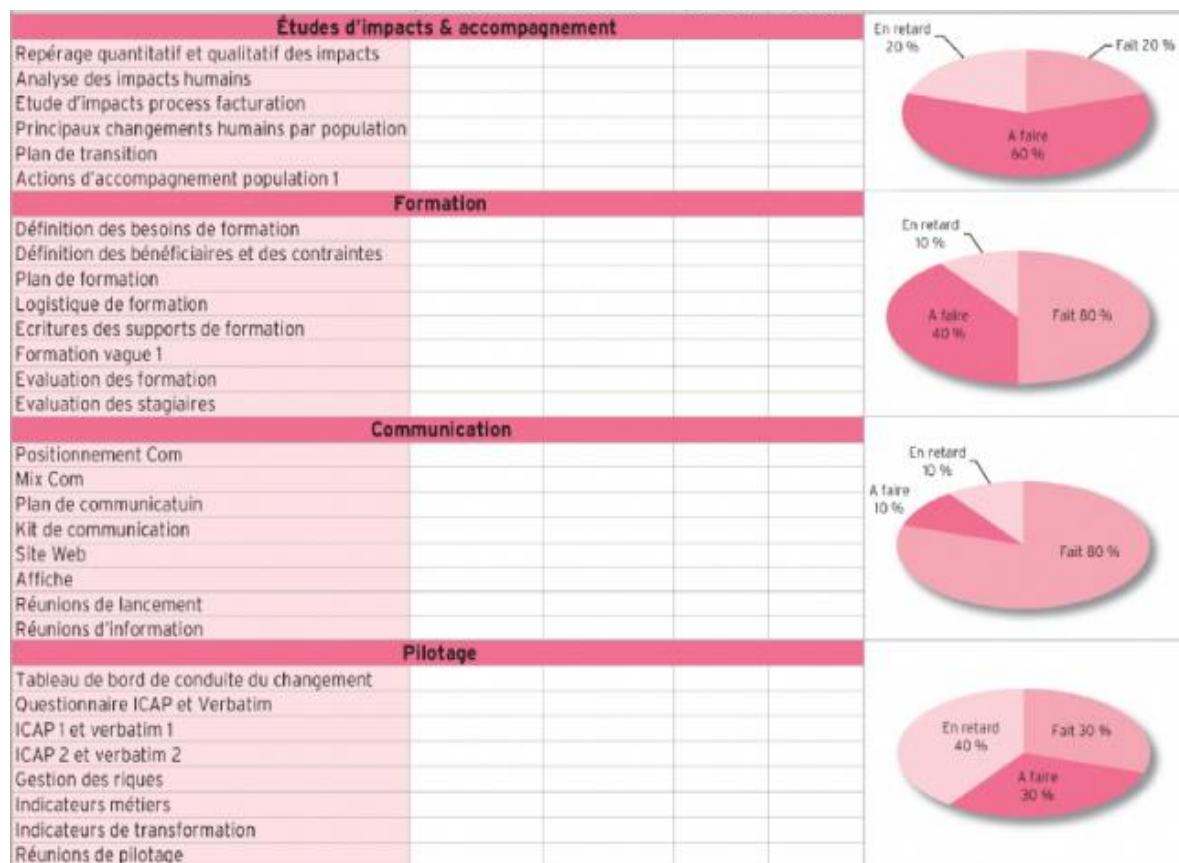 Études d'impacts & accompagnement
Repérage quantitatif et qualitatif des impacts
Analyse des impacts humains
Etude d'impacts process facturation
Principaux changements humains par population
Plan de transition
Actions d'accompagnement population 1
En retard
20 %
Fait 20 %
A faire
60 %
Formation
Définition des besoins de formation
Définition des bénéficiaires et des contraintes
Plan de formation
Logistique de formation
Ecritures des supports de formation
Formation vague 1
Evaluation des formation
Evaluation des stagiaires
En retard
10 %
A faire
40 %
Fait 80 %
Communication
Positionnement Com
Mix Com
Plan de communicatuin
Kit de communication
Site Web
Affiche
Réunions de lancement
Réunions d'information
En retard
10 %
A faire
10 %
Fait 80 %
Pilotage
Tableau de bord de conduite du changement
Questionnaire ICAP et Verbatim
ICAP 1 et verbatim 1
ICAP 2 et verbatim 2
Gestion des riques
Indicateurs métiers
Indicateurs de transformation
Réunions de pilotage
En retard
40 %
Fait 30 %
A faire
30 %